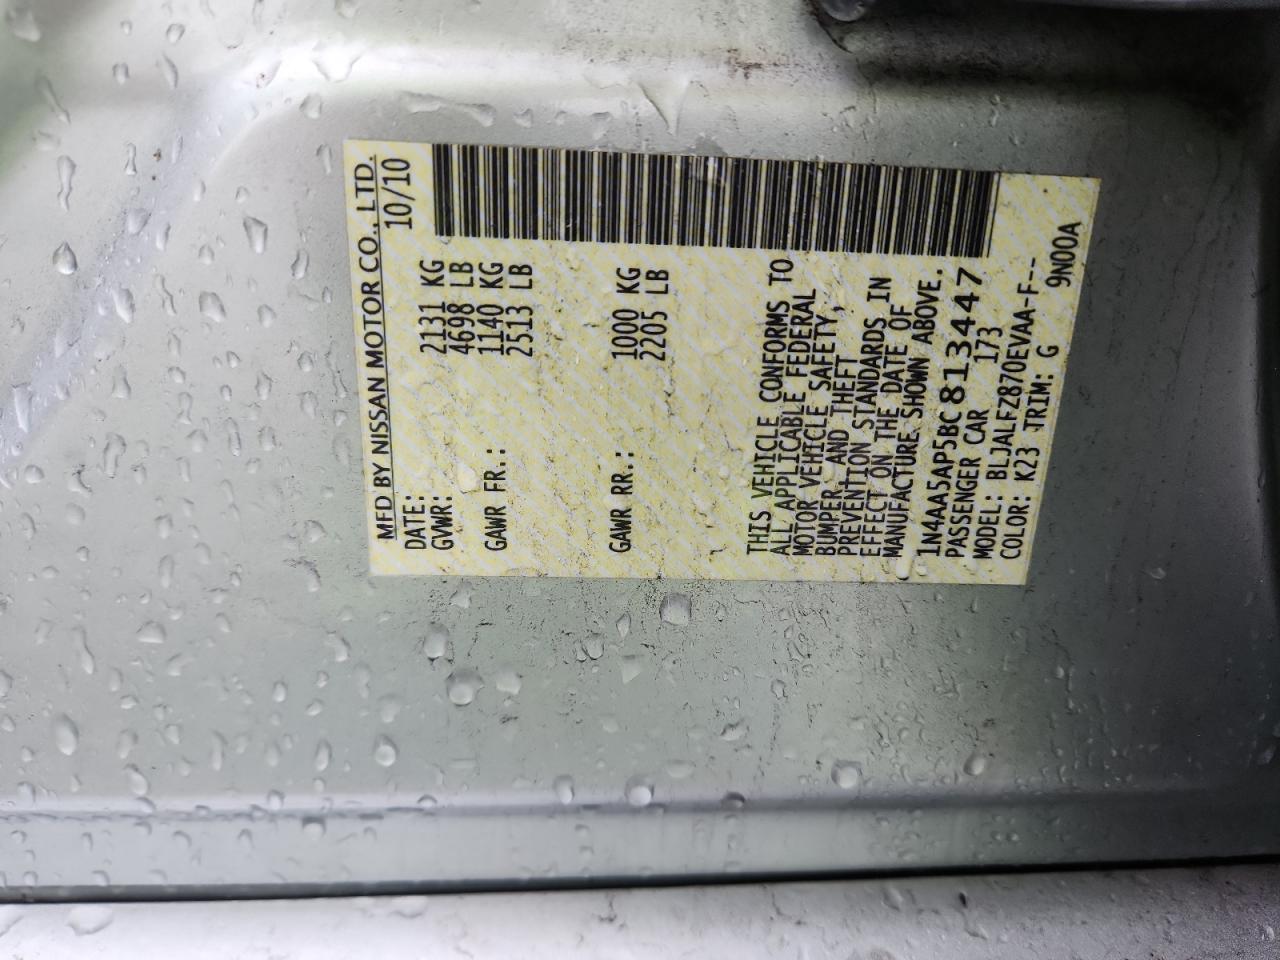 MFD BY NISSAN MOTOR CO., LTD.
DATE: 10/10
GVWR: 2131 KG
4698 LB
GAWR FR.: 1140 KG
2513 LB
GAWR RR.: 1000 KG
2205 LB
THIS VEHICLE CONFORMS TO
ALL APPLICABLE FEDERAL
MOTOR VEHICLE SAFETY,
BUMPER AND THEFT
PREVENTION STANDARDS IN
EFFECT ON THE DATE OF
MANUFACTURE SHOWN ABOVE.
1N4AA5AP5BC813447
PASSENGER CAR 173
MODEL: BLJALFZ870EVAA-F---
COLOR: K23 TRIM: G 9N00A